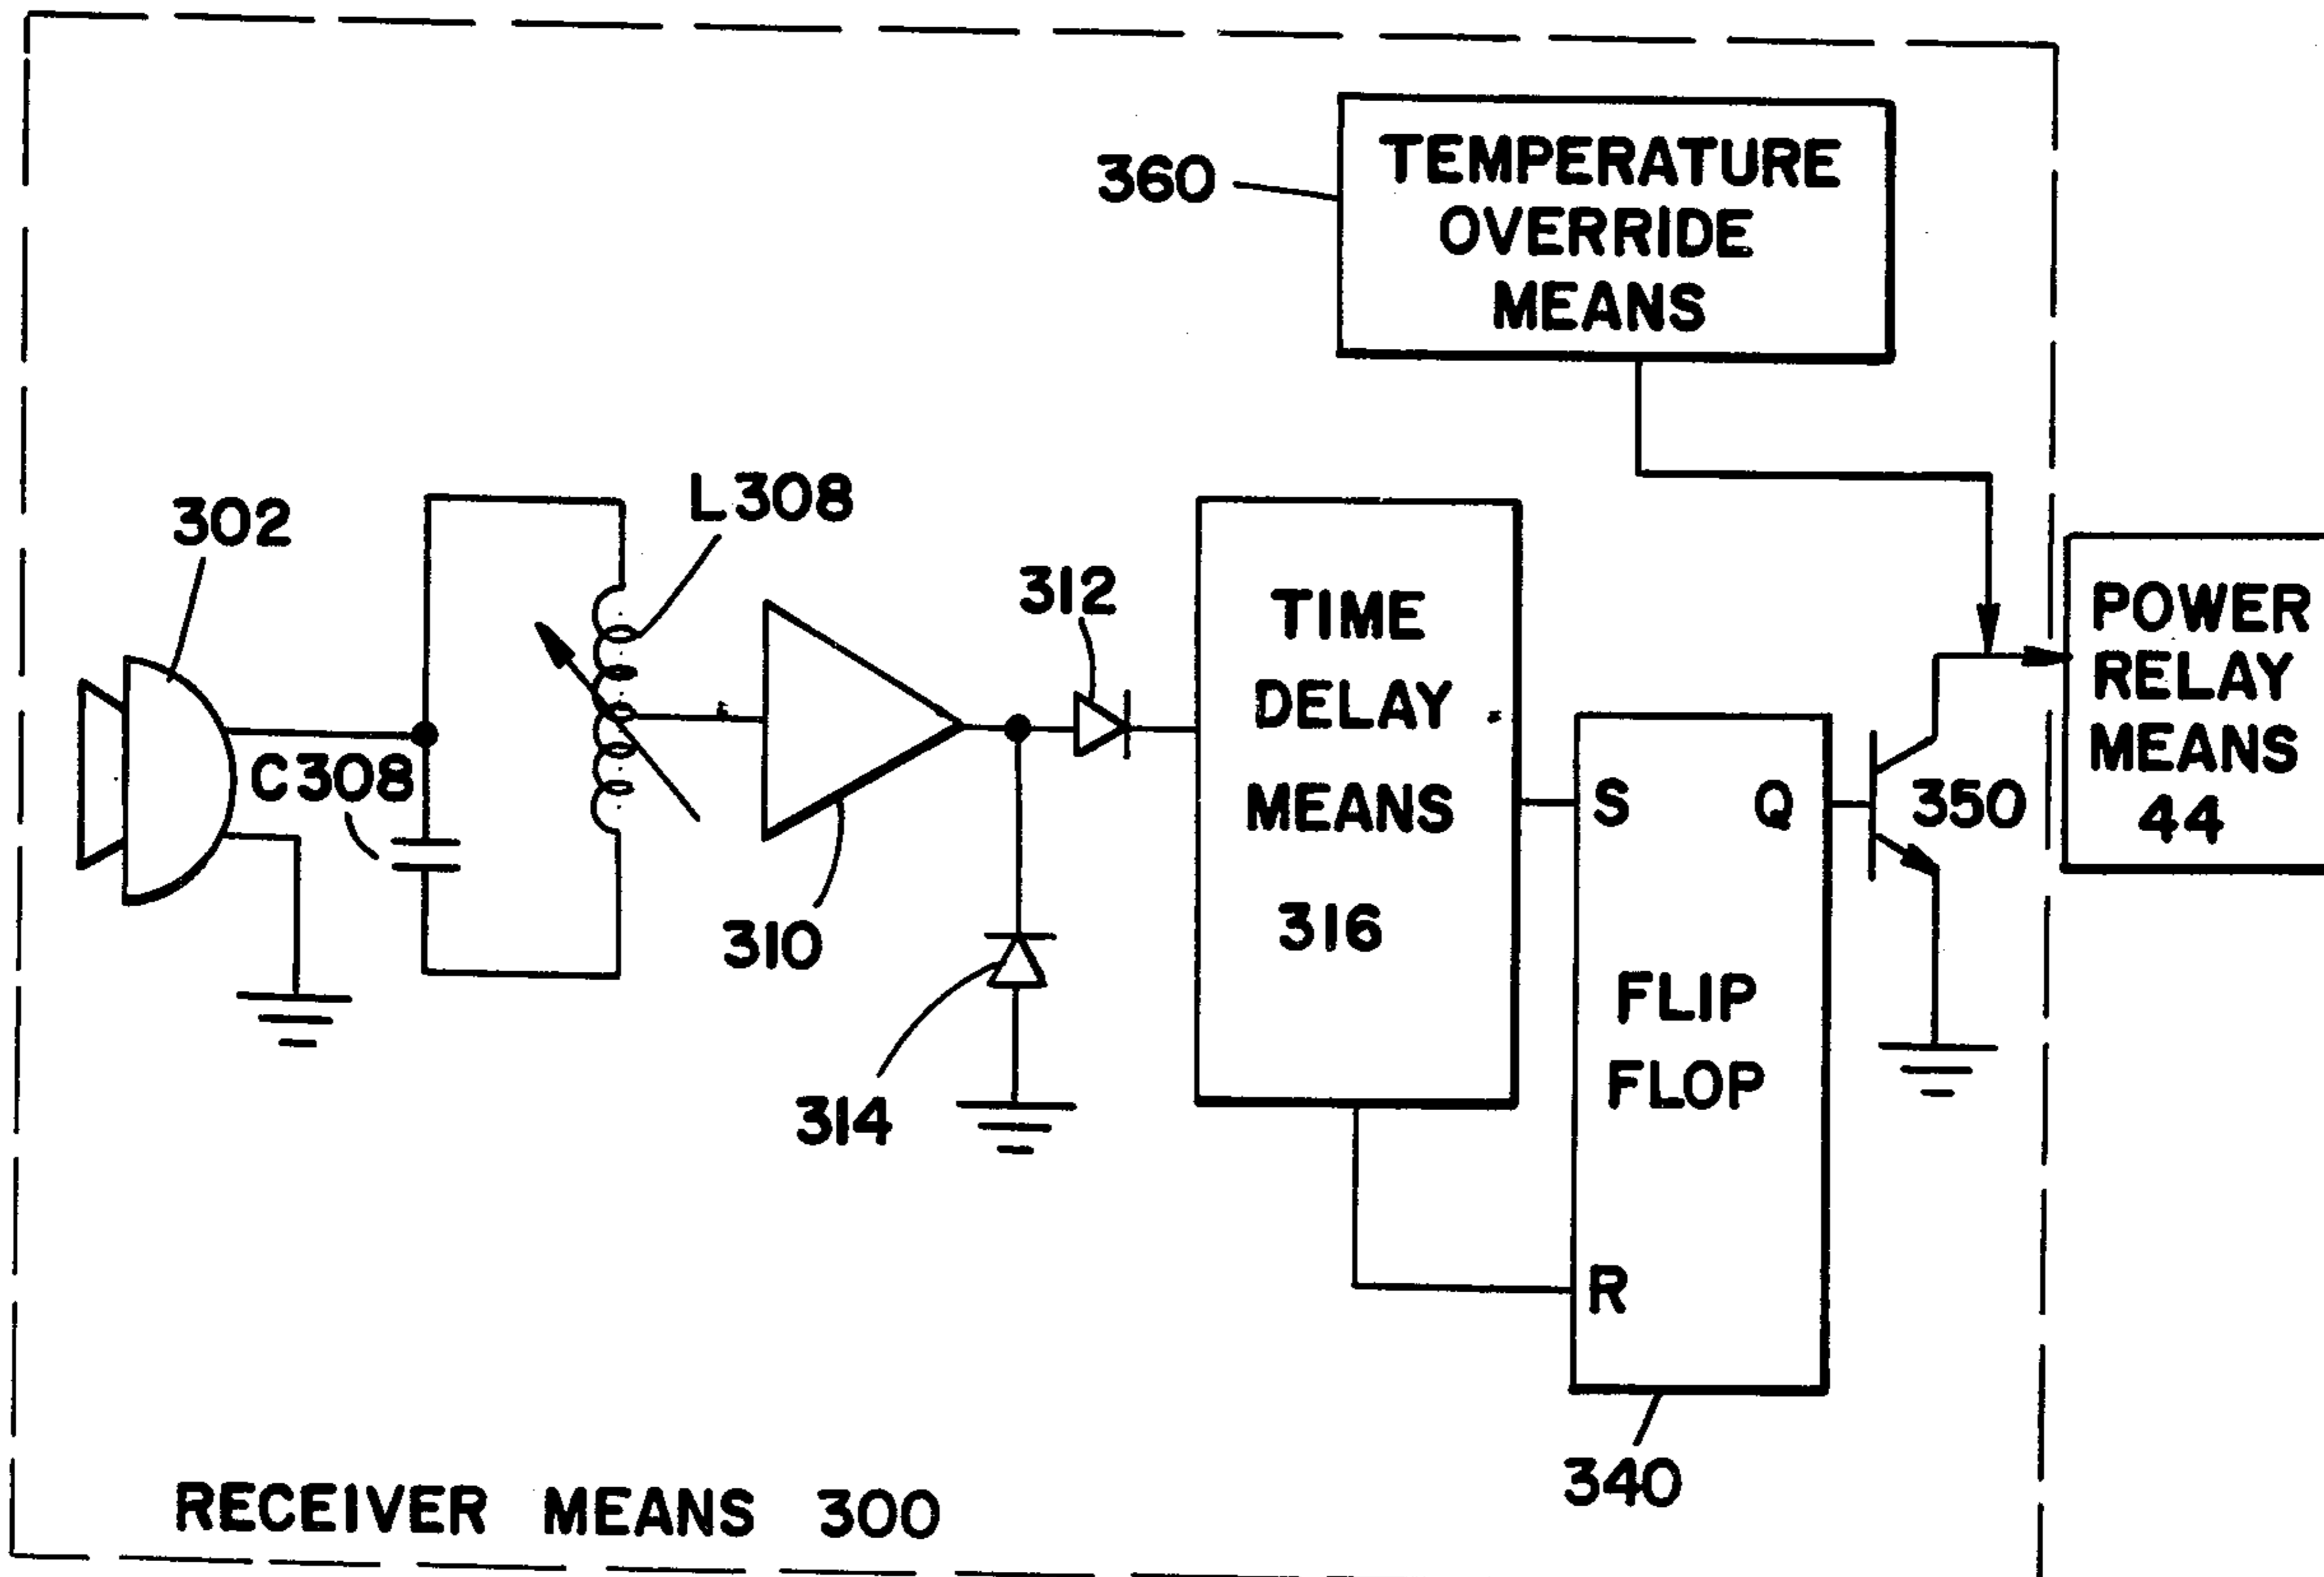 360
TEMPERATURE
OVERRIDE
MEANS
302
L308
312
C308
310
314
TIME
DELAY
MEANS
316
S
Q
R
FLIP
FLOP
340
350
POWER
RELAY
MEANS
44
RECEIVER MEANS 300